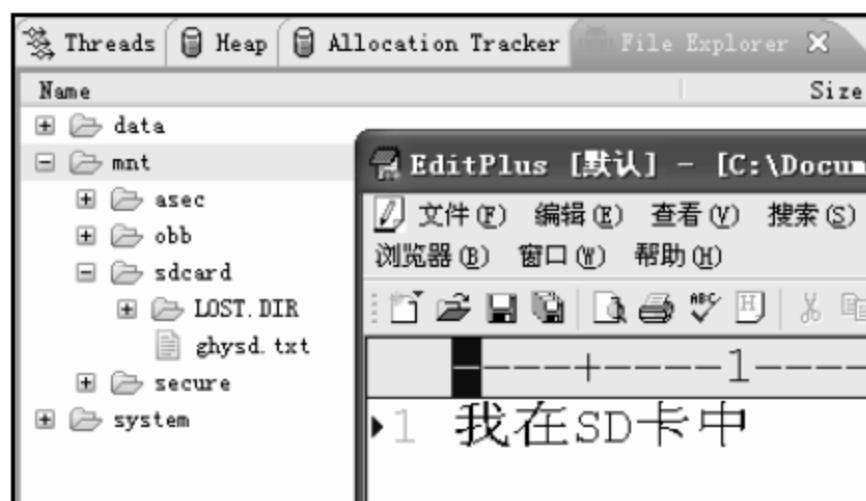 Threads Heap Allocation Tracker File Explorer
Name Size
data
mnt
asec
obb
sdcard
LOST.DIR
ghysd.txt
secure
system
EditPlus [默认] - [C:\Docum
文件(F) 编辑(E) 查看(V) 搜索(S)
浏览器(B) 窗口(W) 帮助(H)
ABC H
----+----1----
1 我在SD卡中